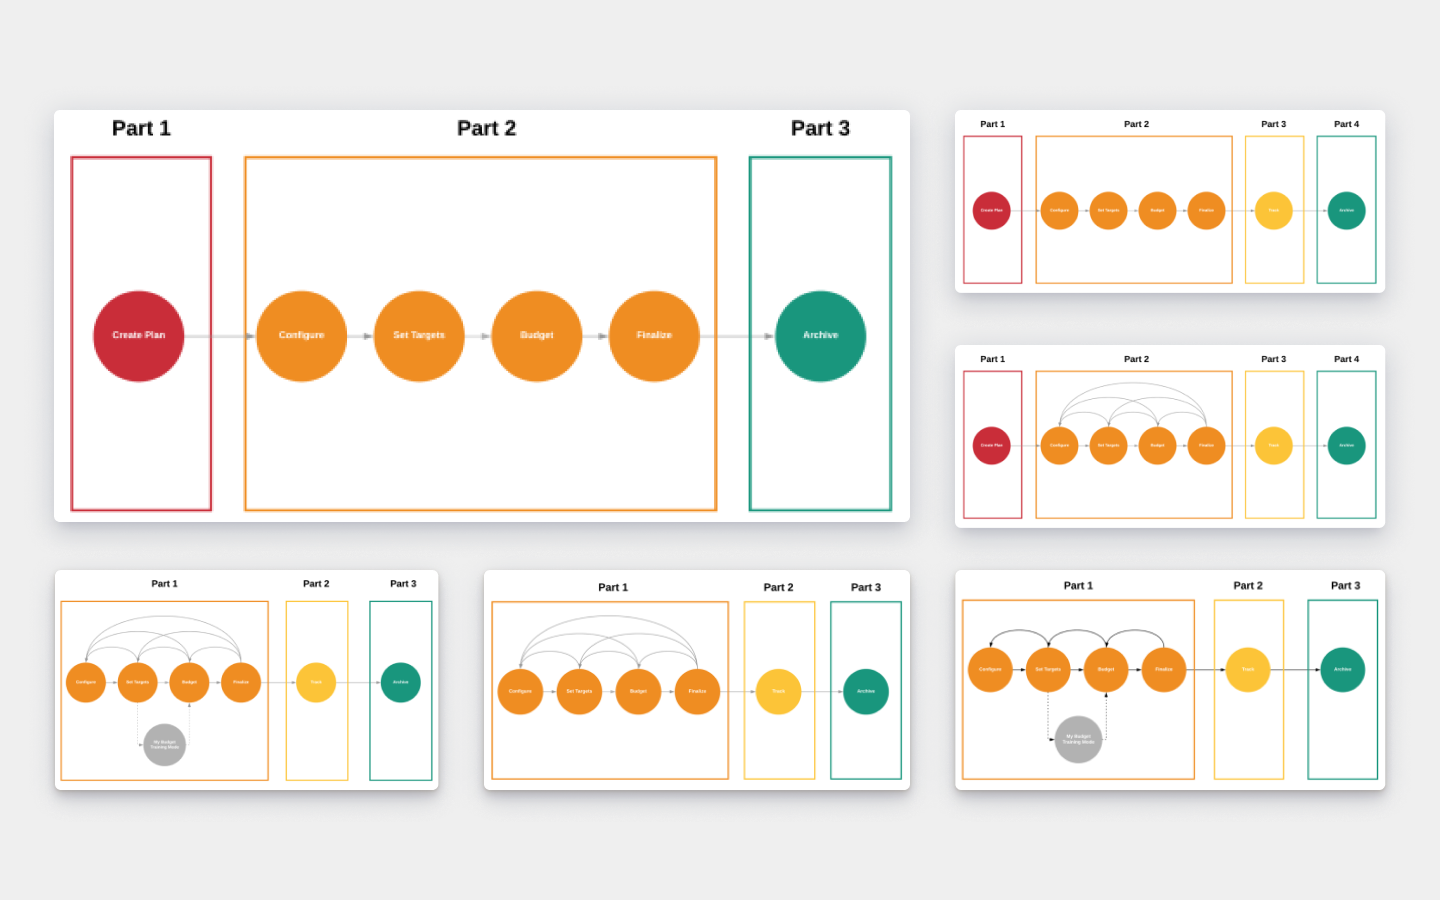 Part 1 Part 2 Part 3
Create Plan Configure Set Targets Budget Finalize Archive
Part 1 Part 2 Part 3 Part 4
Create Plan Configure Set Targets Budget Finalize Track Archive
Part 1 Part 2 Part 3 Part 4
Create Plan Configure Set Targets Budget Finalize Track Archive
Part 1 Part 2 Part 3
Configure Set Targets Budget Finalize Track Archive
My Budget
Training Mode
Part 1 Part 2 Part 3
Configure Set Targets Budget Finalize Track Archive
Part 1 Part 2 Part 3
Configure Set Targets Budget Finalize Track Archive
My Budget
Training Mode